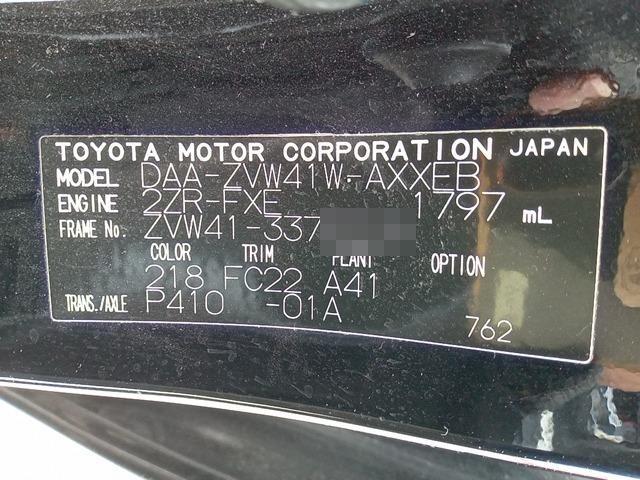 TOYOTA MOTOR CORPORATION JAPAN
MODEL DAA-ZVW41W-AXXEB
ENGINE 2ZR-FXE 1797 mL
FRAME No. ZVW41-337
COLOR TRIM PLANT OPTION
218 FC22 A41
TRANS./AXLE P410 -01A
762